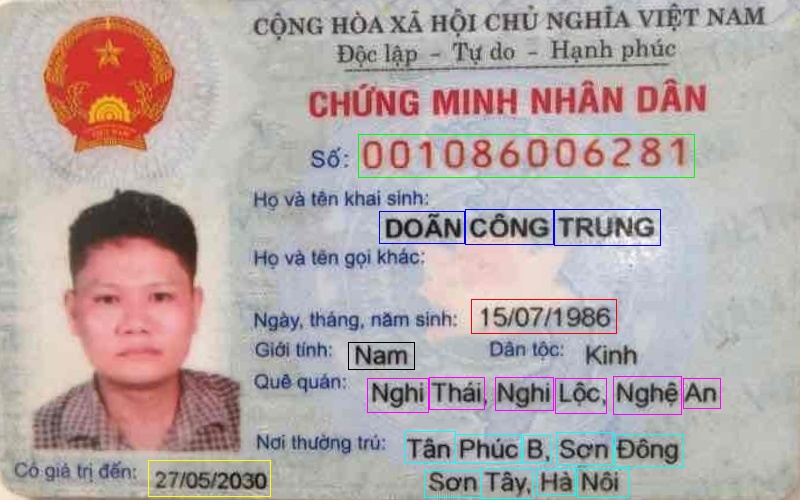 CỘNG HÒA XÃ HỘI CHỦ NGHĨA VIỆT NAM
Độc lập - Tự do - Hạnh phúc
CHỨNG MINH NHÂN DÂN
Số: 001086006281
Họ và tên khai sinh:
DOÃN CÔNG TRUNG
Họ và tên gọi khác:
Ngày, tháng, năm sinh: 15/07/1986
Giới tính: Nam Dân tộc: Kinh
Quê quán: Nghi Thái, Nghi Lộc, Nghệ An
Nơi thường trú: Tân Phúc B, Sơn Đông
Sơn Tây, Hà Nội
Có giá trị đến: 27/05/2030